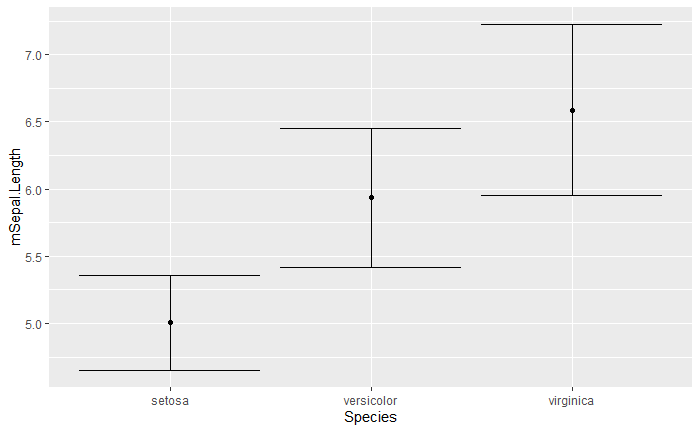 mSepal.Length
7.0
6.5
6.0
5.5
5.0
setosa
versicolor
virginica
Species